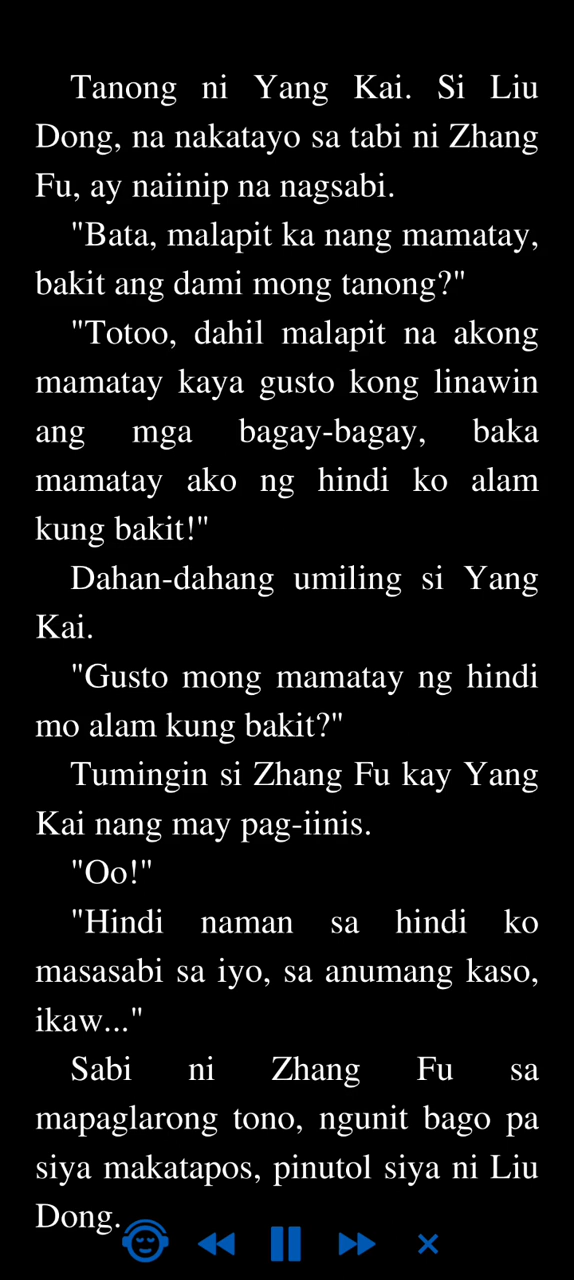 Tanong ni Yang Kai. Si Liu
Dong, na nakatayo sa tabi ni Zhang
Fu, ay naiinip na nagsabi.
"Bata, malapit ka nang mamatay,
bakit ang dami mong tanong?"
"Totoo, dahil malapit na akong
mamatay kaya gusto kong linawin
ang mga bagay-bagay, baka
mamatay ako ng hindi ko alam
kung bakit!"
Dahan-dahang umiling si Yang
Kai.
"Gusto mong mamatay ng hindi
mo alam kung bakit?"
Tumingin si Zhang Fu kay Yang
Kai nang may pag-iinis.
"Oo!"
"Hindi naman sa hindi ko
masasabi sa iyo, sa anumang kaso,
ikaw..."
Sabi ni Zhang Fu sa
mapaglarong tono, ngunit bago pa
siya makatapos, pinutol siya ni Liu
Dong.